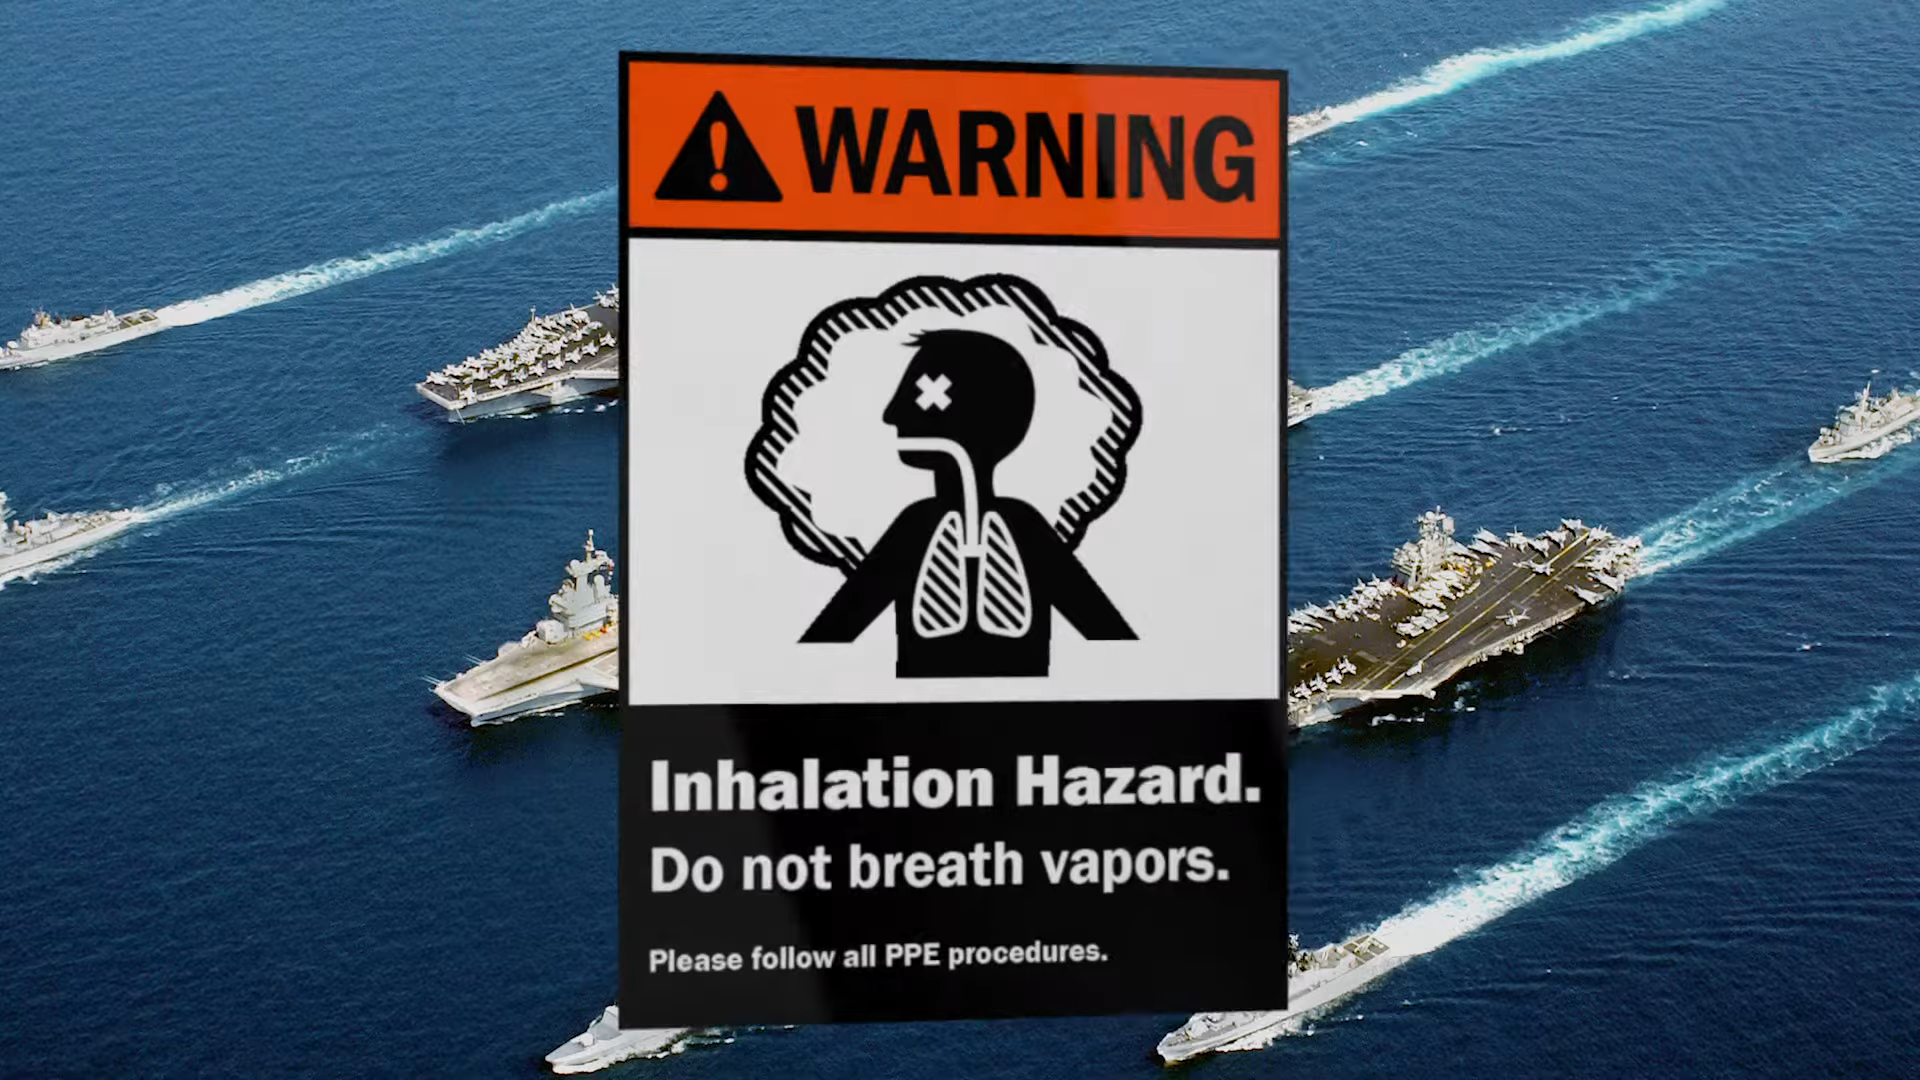 WARNING
Inhalation Hazard.
Do not breath vapors.
Please follow all PPE procedures.